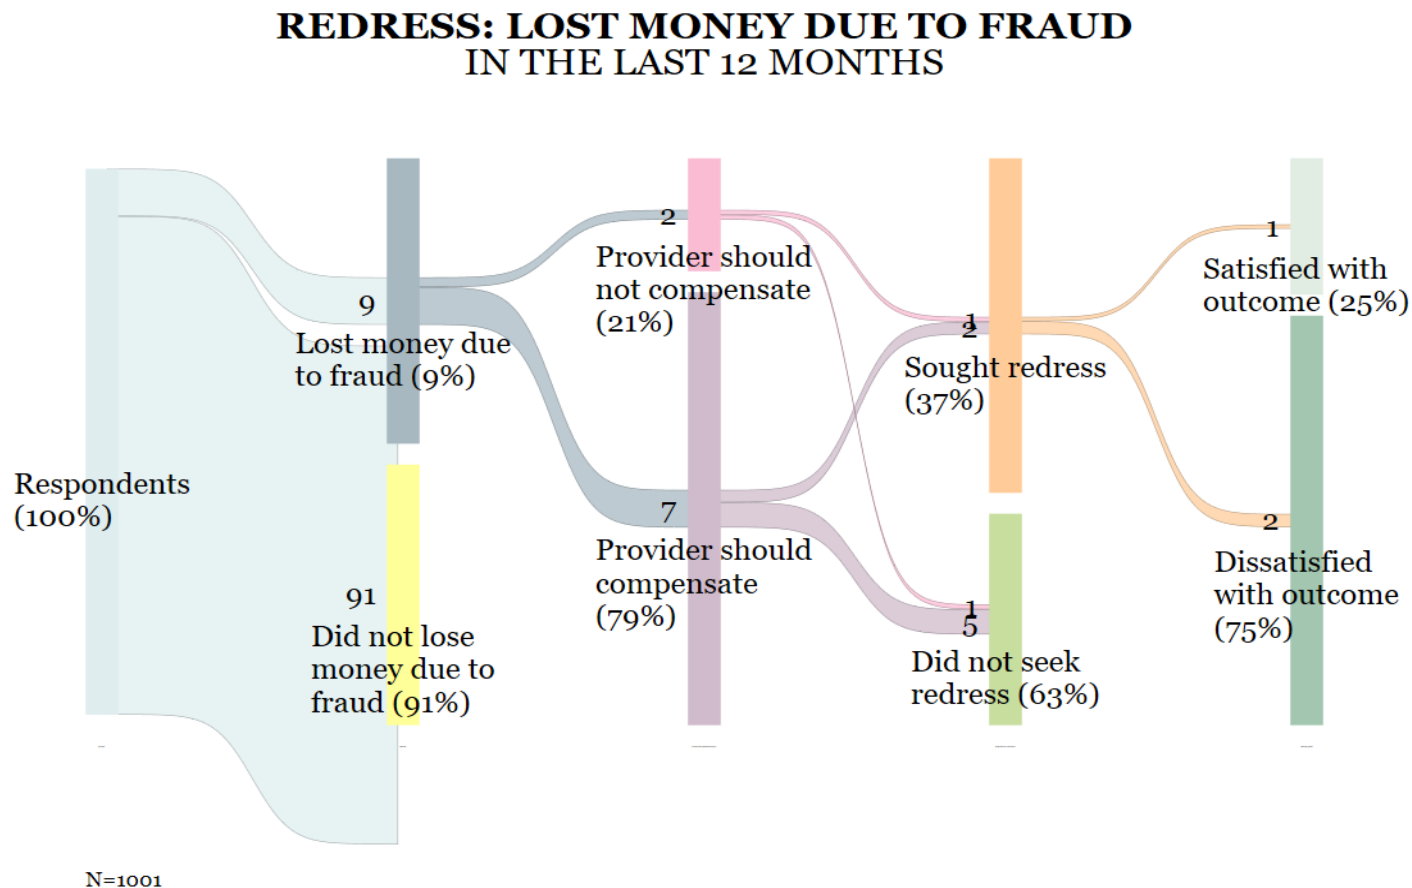 REDRESS: LOST MONEY DUE TO FRAUD
IN THE LAST 12 MONTHS
Respondents
(100%)
9
Lost money due
to fraud (9%)
91
Did not lose
money due to
fraud (91%)
2
Provider should
not compensate
(21%)
7
Provider should
compensate
(79%)
1
2
Sought redress
(37%)
1
5
Did not seek
redress (63%)
1
Satisfied with
outcome (25%)
2
Dissatisfied
with outcome
(75%)
N=1001